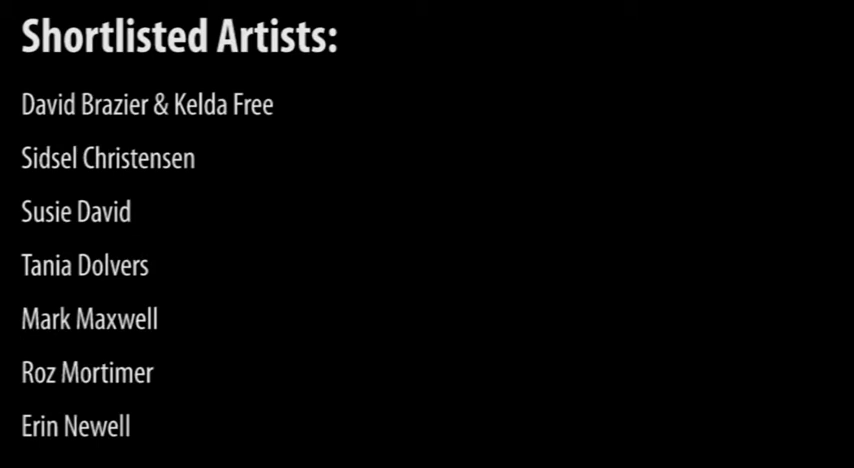 Shortlisted Artists:
David Brazier & Kelda Free
Sidsel Christensen
Susie David
Tania Dolvers
Mark Maxwell
Roz Mortimer
Erin Newell